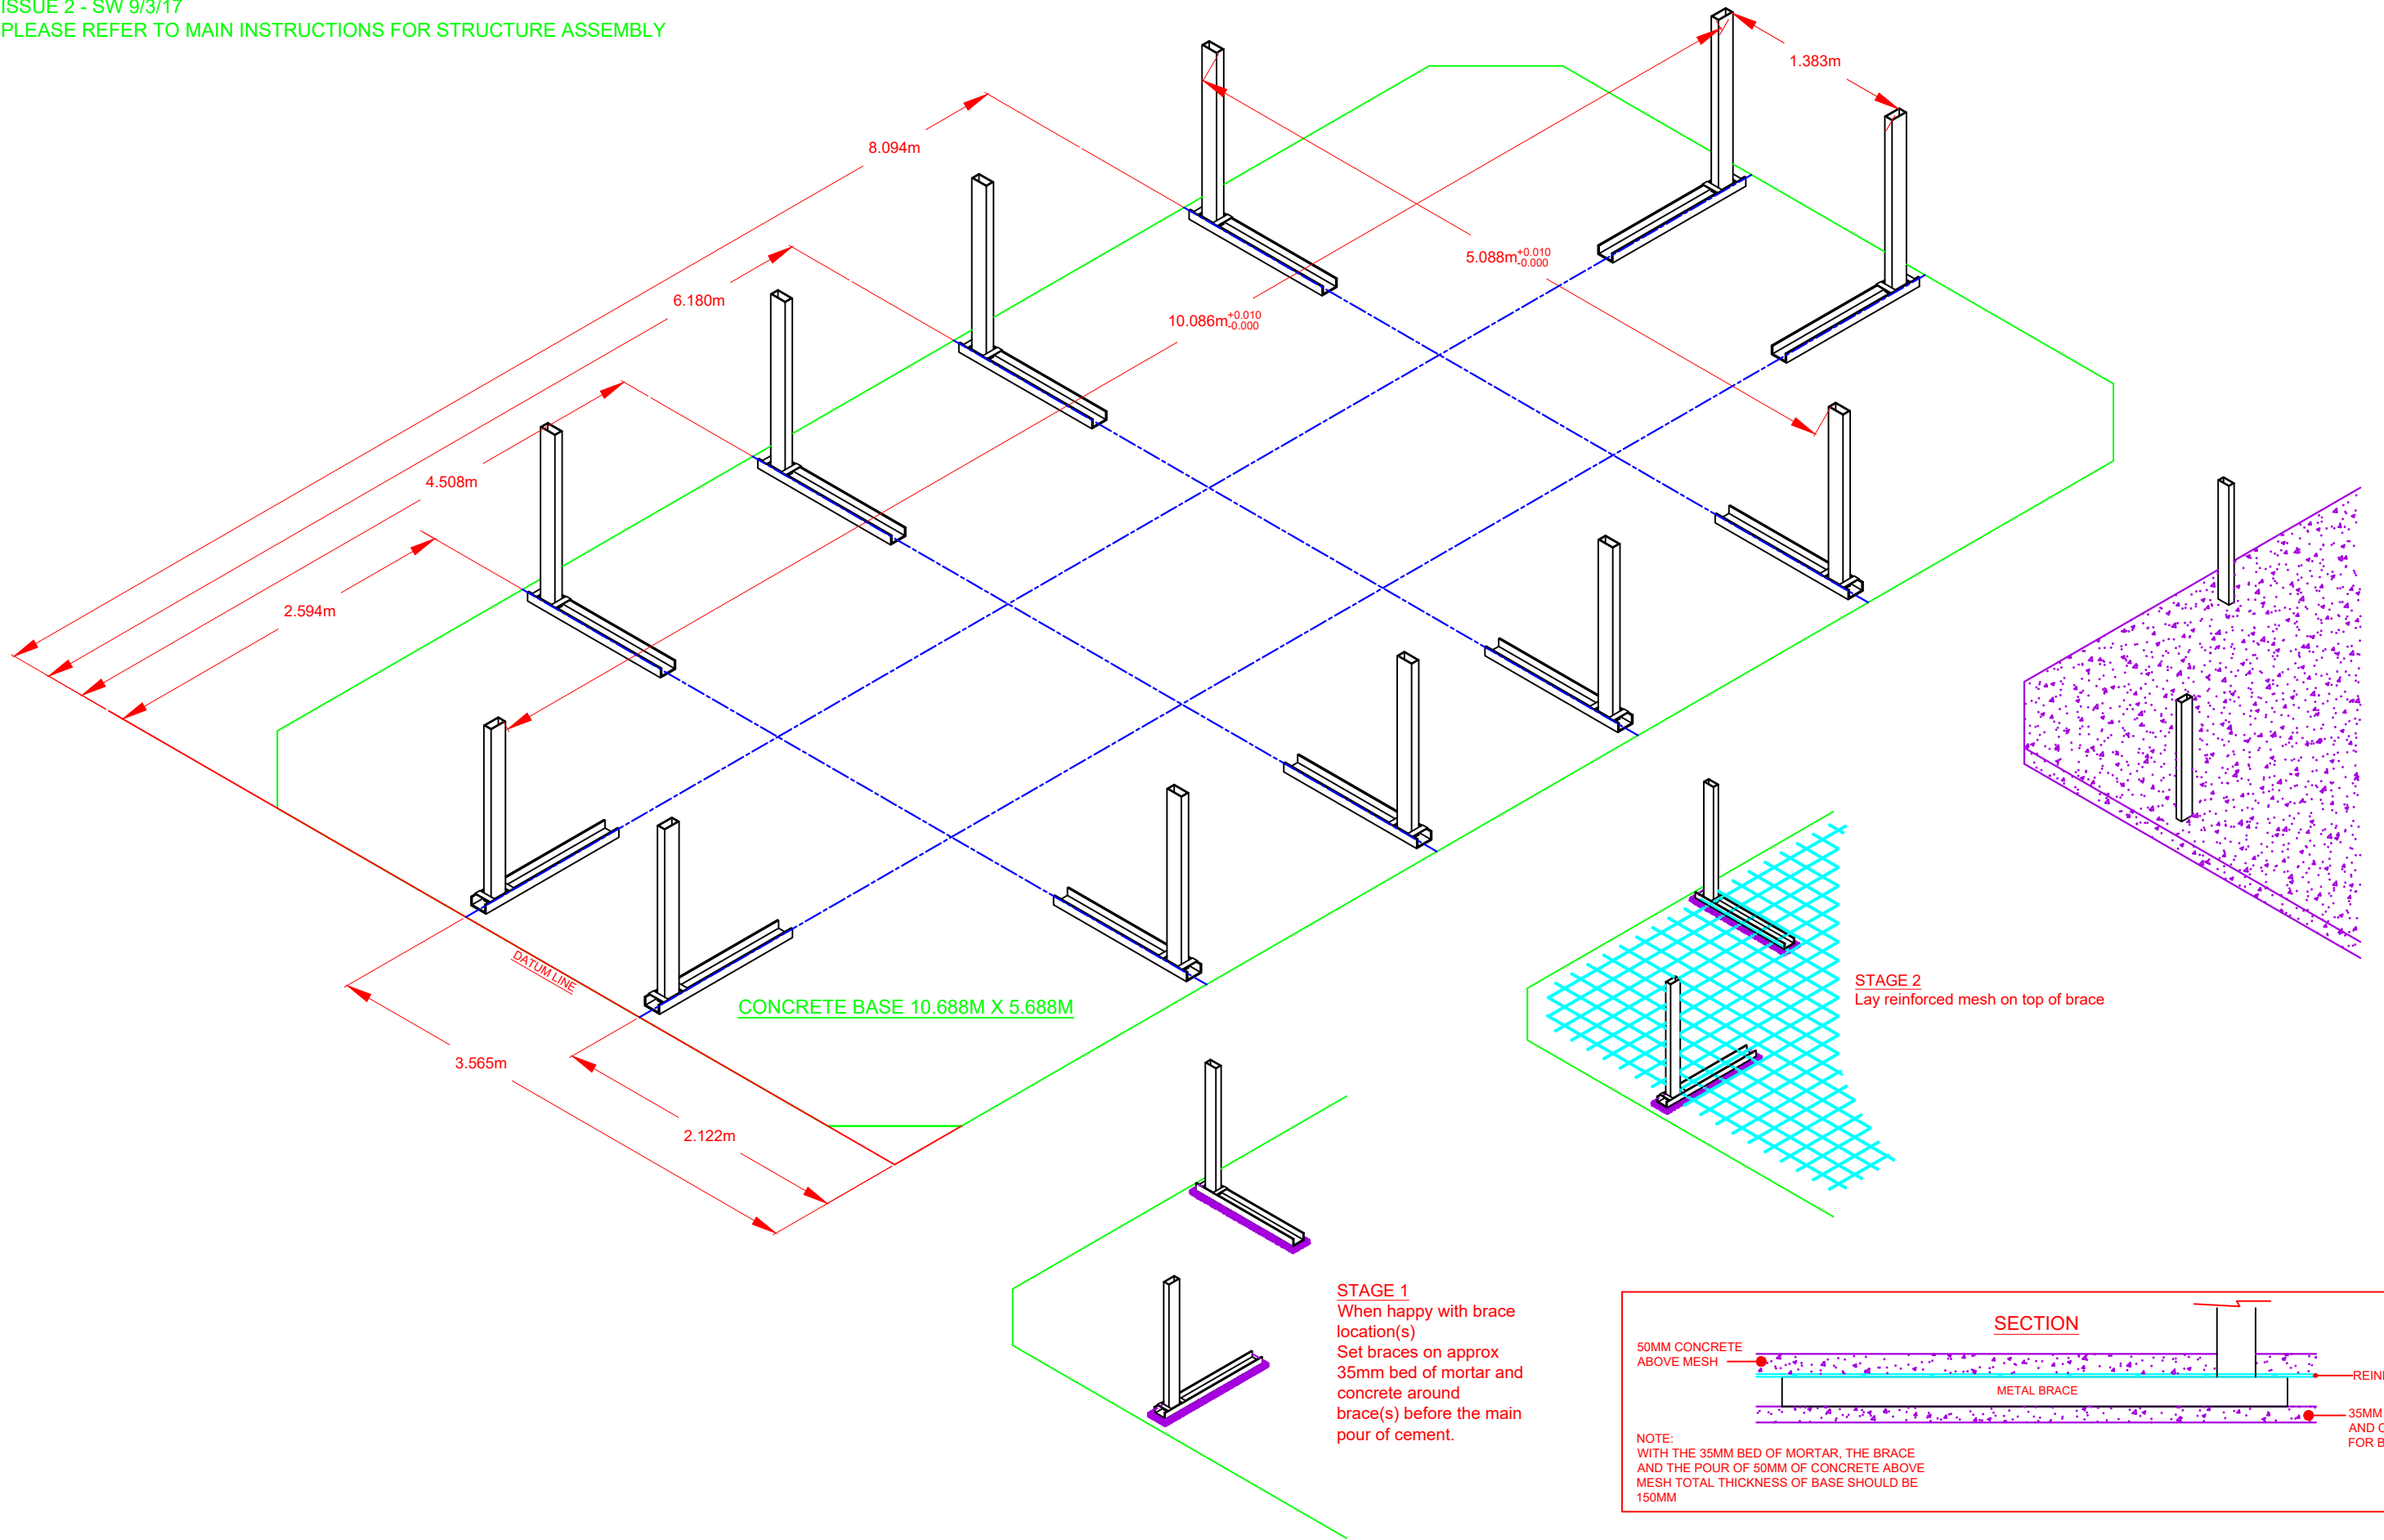 ISSUE 2 - SW 9/3/17
PLEASE REFER TO MAIN INSTRUCTIONS FOR STRUCTURE ASSEMBLY
1.383m
8.094m
5.088m +0.010 -0.000
6.180m
10.086m +0.010 -0.000
4.508m
2.594m
DATUM LINE
CONCRETE BASE 10.688M X 5.688M
3.565m
2.122m
STAGE 2
Lay reinforced mesh on top of brace
STAGE 1
When happy with brace
location(s)
Set braces on approx
35mm bed of mortar and
concrete around
brace(s) before the main
pour of cement.
SECTION
50MM CONCRETE
ABOVE MESH
METAL BRACE
35MM
FOR
NOTE:
WITH THE 35MM BED OF MORTAR, THE BRACE
AND THE POUR OF 50MM OF CONCRETE ABOVE
MESH TOTAL THICKNESS OF BASE SHOULD BE
150MM